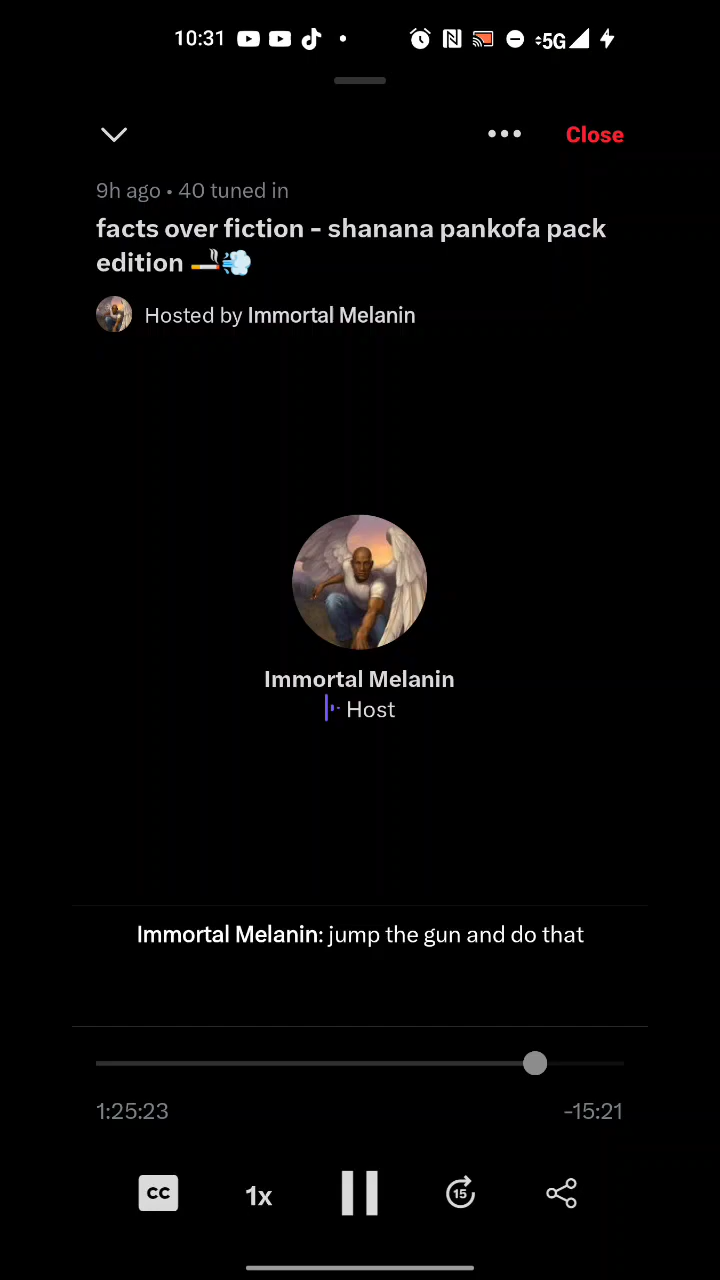 10:31
5G
Close
9h ago • 40 tuned in
facts over fiction - shanana pankofa pack
edition 🚬💨
Hosted by Immortal Melanin
Immortal Melanin
Host
Immortal Melanin: jump the gun and do that
1:25:23
-15:21
CC
1x
15